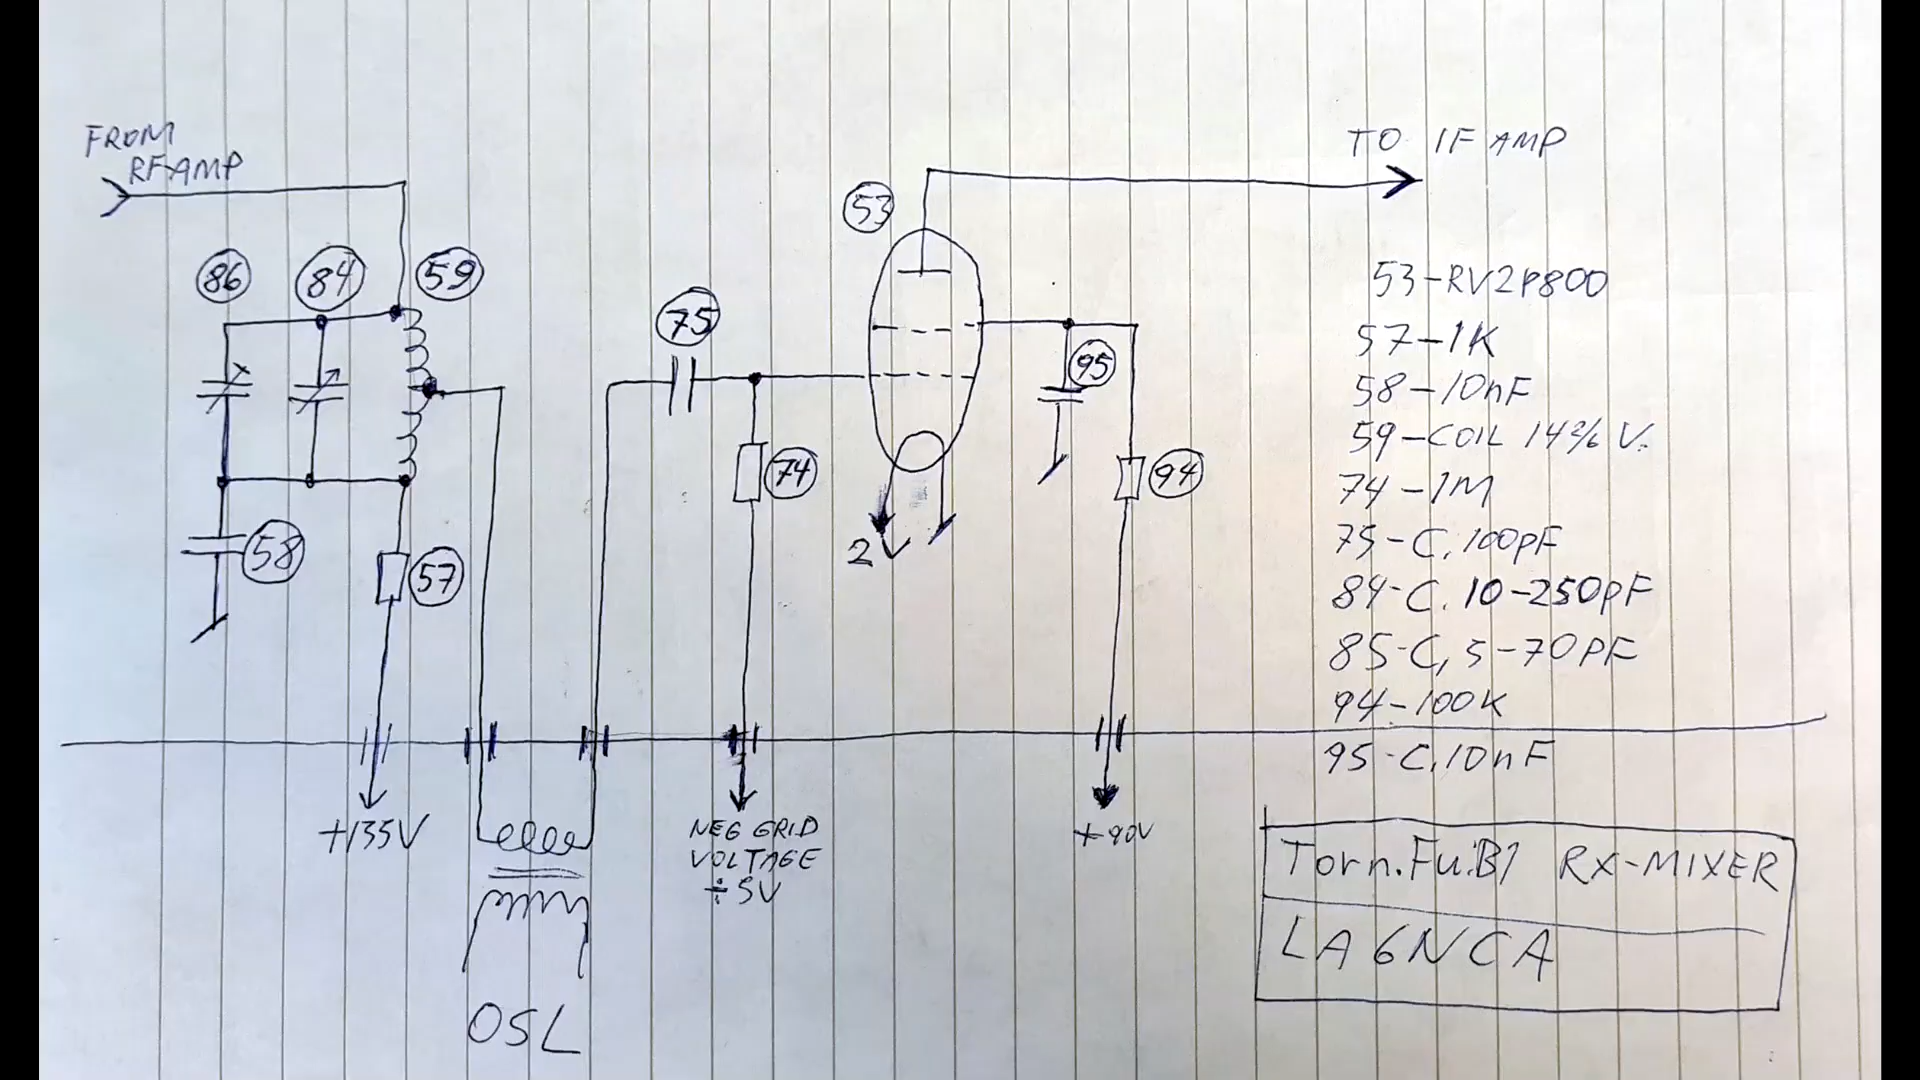 FROM
RF AMP
TO IF AMP
53
86
84
59
75
95
74
94
58
57
2V
53-RV2P800
57-1K
58-10nF
59-COIL 14 2/6 V.
74-1M
75-C, 100pF
84-C. 10-250pF
85-C, 5-70PF
94-100K
95-C, 10nF
+135V
NEG GRID
VOLTAGE
÷5V
+90V
OSL
Torn.Fu.B1 RX-MIXER
LA6NCA